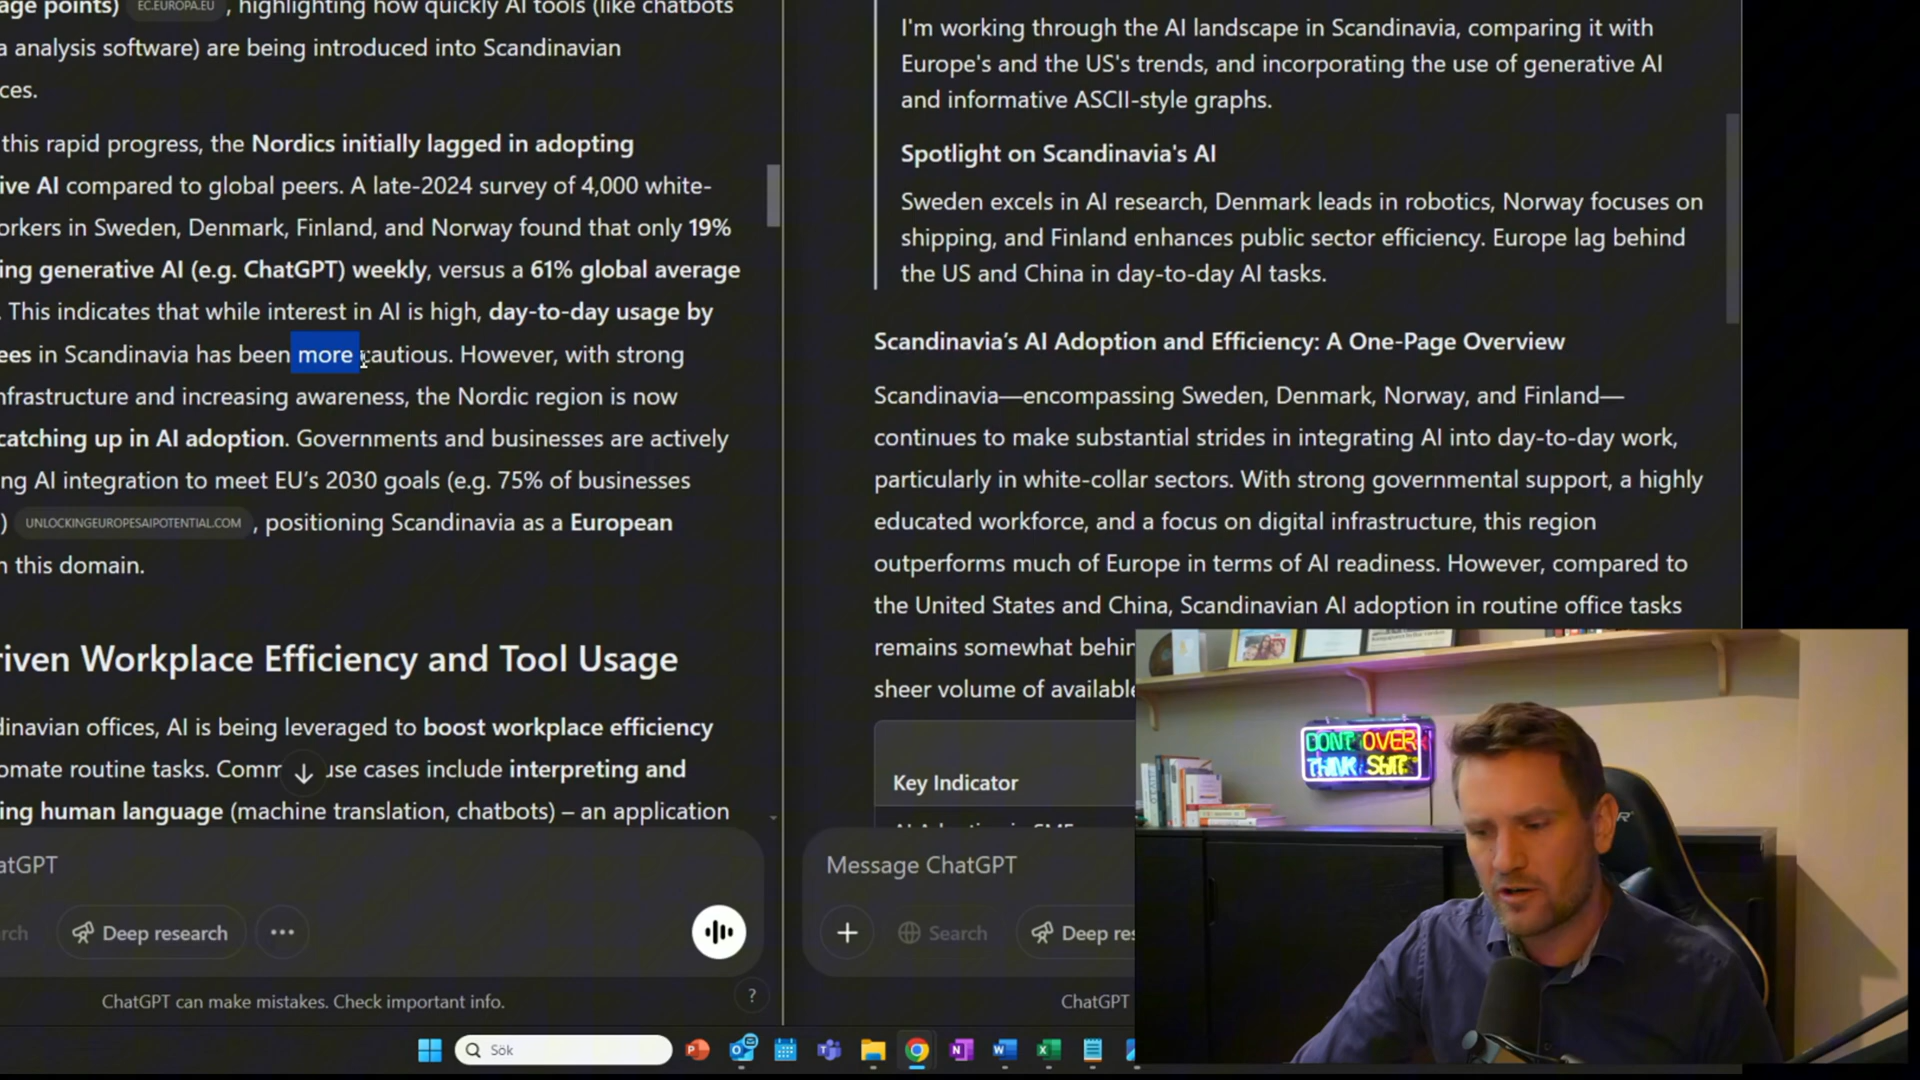 age points) EC.EUROPA.EU , highlighting how quickly AI tools (like chatbots
a analysis software) are being introduced into Scandinavian
ces.
this rapid progress, the Nordics initially lagged in adopting
ive AI compared to global peers. A late-2024 survey of 4,000 white-
orkers in Sweden, Denmark, Finland, and Norway found that only 19%
ing generative AI (e.g. ChatGPT) weekly, versus a 61% global average
. This indicates that while interest in AI is high, day-to-day usage by
ees in Scandinavia has been more cautious. However, with strong
nfrastructure and increasing awareness, the Nordic region is now
catching up in AI adoption. Governments and businesses are actively
ng AI integration to meet EU’s 2030 goals (e.g. 75% of businesses
) UNLOCKINGEUROPESAIPOTENTIAL.COM , positioning Scandinavia as a European
n this domain.
riven Workplace Efficiency and Tool Usage
dinavian offices, AI is being leveraged to boost workplace efficiency
omate routine tasks. Comm use cases include interpreting and
ing human language (machine translation, chatbots) – an application
atGPT
rch
Deep research
ChatGPT can make mistakes. Check important info.
?
I'm working through the AI landscape in Scandinavia, comparing it with
Europe's and the US's trends, and incorporating the use of generative AI
and informative ASCII-style graphs.
Spotlight on Scandinavia's AI
Sweden excels in AI research, Denmark leads in robotics, Norway focuses on
shipping, and Finland enhances public sector efficiency. Europe lag behind
the US and China in day-to-day AI tasks.
Scandinavia’s AI Adoption and Efficiency: A One-Page Overview
Scandinavia—encompassing Sweden, Denmark, Norway, and Finland—
continues to make substantial strides in integrating AI into day-to-day work,
particularly in white-collar sectors. With strong governmental support, a highly
educated workforce, and a focus on digital infrastructure, this region
outperforms much of Europe in terms of AI readiness. However, compared to
the United States and China, Scandinavian AI adoption in routine office tasks
remains somewhat behin
sheer volume of available
Key Indicator
Message ChatGPT
Search
Deep res
ChatGPT
DONT OVER
THINK SHIT
Sök